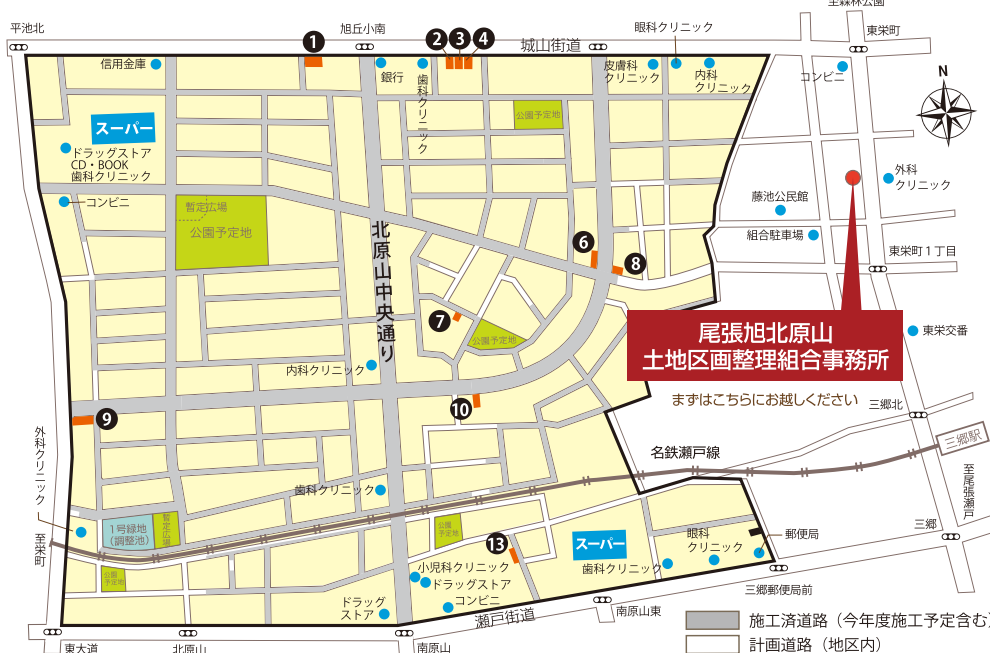 至森林公園
平池北
旭丘小南
眼科クリニック
東栄町
城山街道
1
2
3
4
信用金庫
銀行
歯科クリニック
皮膚科
クリニック
内科
クリニック
コンビニ
N
スーパー
公園予定地
ドラッグストア
CD・BOOK
歯科クリニック
コンビニ
暫定広場
公園予定地
北原山中央通り
外科
クリニック
藤池公民館
組合駐車場
東栄町1丁目
6
8
7
公園予定地
尾張旭北原山
土地区画整理組合事務所
東栄交番
まずはこちらにお越しください
内科クリニック
9
10
三郷北
三郷駅
名鉄瀬戸線
至尾張瀬戸
外科クリニック
至栄町
歯科クリニック
1号緑地
(調整池)
暫定広場
公園
予定地
公園
予定地
13
スーパー
歯科クリニック
眼科
クリニック
郵便局
三郷
小児科クリニック
ドラッグストア
コンビニ
ドラッグ
ストア
瀬戸街道
三郷郵便局前
南原山東
東大道
北原山
南原山
施工済道路(今年度施工予定含む)
計画道路(地区内)